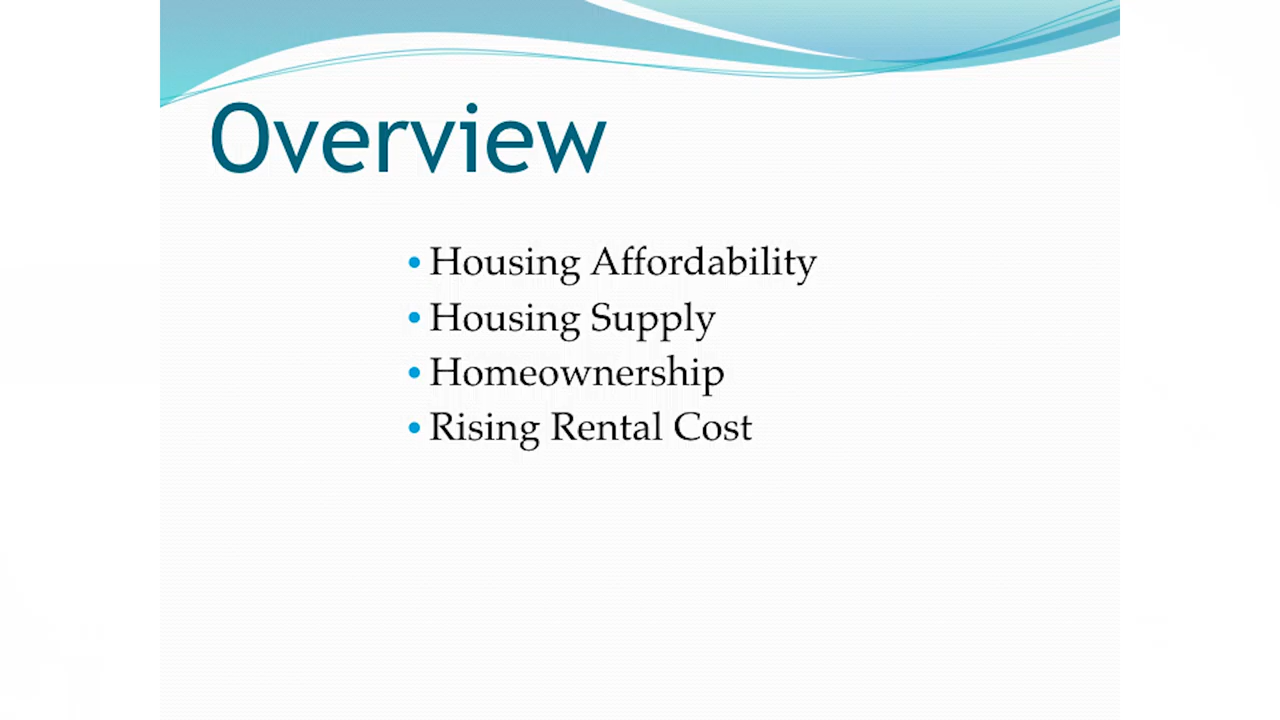 Overview
• Housing Affordability
• Housing Supply
• Homeownership
• Rising Rental Cost